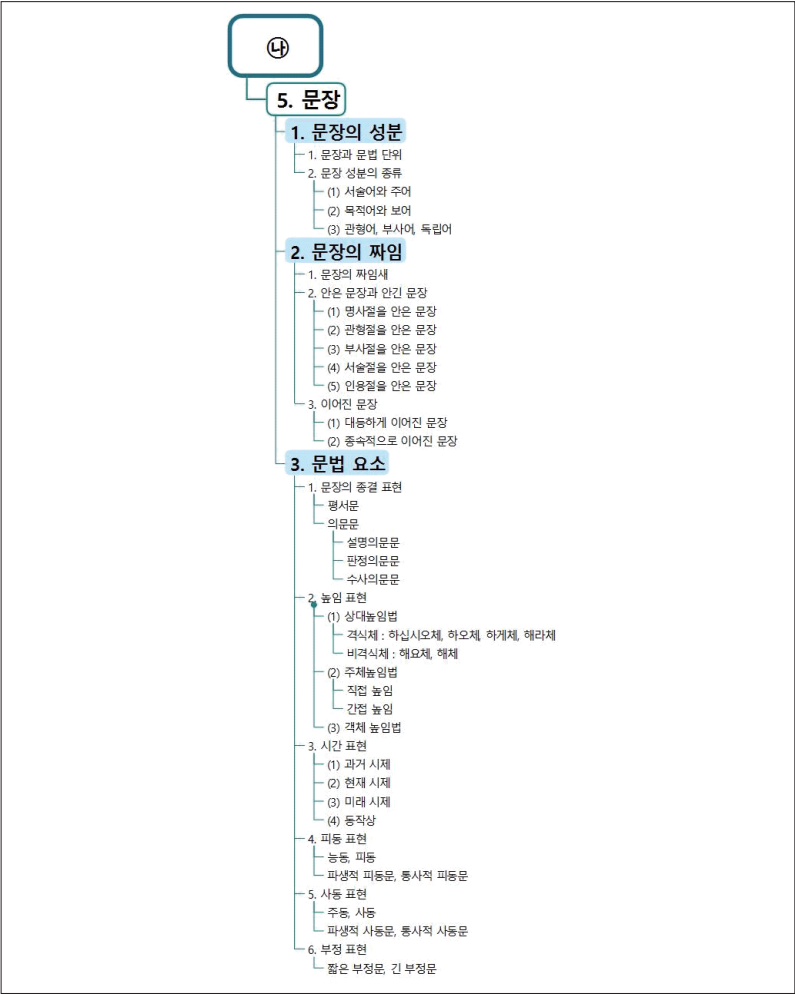 ㉯
5. 문장
1. 문장의 성분
1. 문장과 문법 단위
2. 문장 성분의 종류
(1) 서술어와 주어
(2) 목적어와 보어
(3) 관형어, 부사어, 독립어
2. 문장의 짜임
1. 문장의 짜임새
2. 안은 문장과 안긴 문장
(1) 명사절을 안은 문장
(2) 관형절을 안은 문장
(3) 부사절을 안은 문장
(4) 서술절을 안은 문장
(5) 인용절을 안은 문장
3. 이어진 문장
(1) 대등하게 이어진 문장
(2) 종속적으로 이어진 문장
3. 문법 요소
1. 문장의 종결 표현
평서문
의문문
설명의문문
판정의문문
수사의문문
2. 높임 표현
(1) 상대높임법
격식체 : 하십시오체, 하오체, 하게체, 해라체
비격식체 : 해요체, 해체
(2) 주체높임법
직접 높임
간접 높임
(3) 객체 높임법
3. 시간 표현
(1) 과거 시제
(2) 현재 시제
(3) 미래 시제
(4) 동작상
4. 피동 표현
능동, 피동
파생적 피동문, 통사적 피동문
5. 사동 표현
주동, 사동
파생적 사동문, 통사적 사동문
6. 부정 표현
짧은 부정문, 긴 부정문